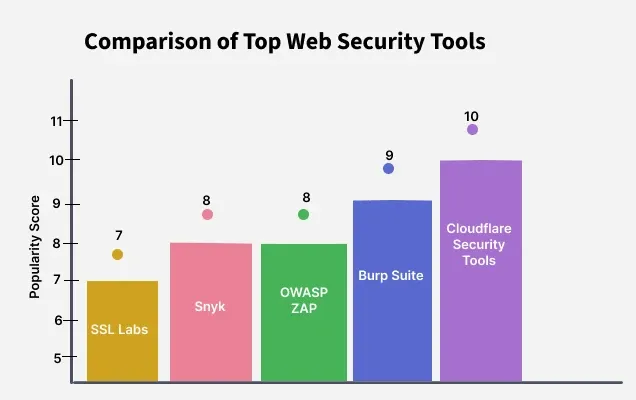 Comparison of Top Web Security Tools
Popularity Score
11
10
9
8
7
6
5
7
8
8
9
10
SSL Labs
Snyk
OWASP
ZAP
Burp Suite
Cloudflare
Security
Tools